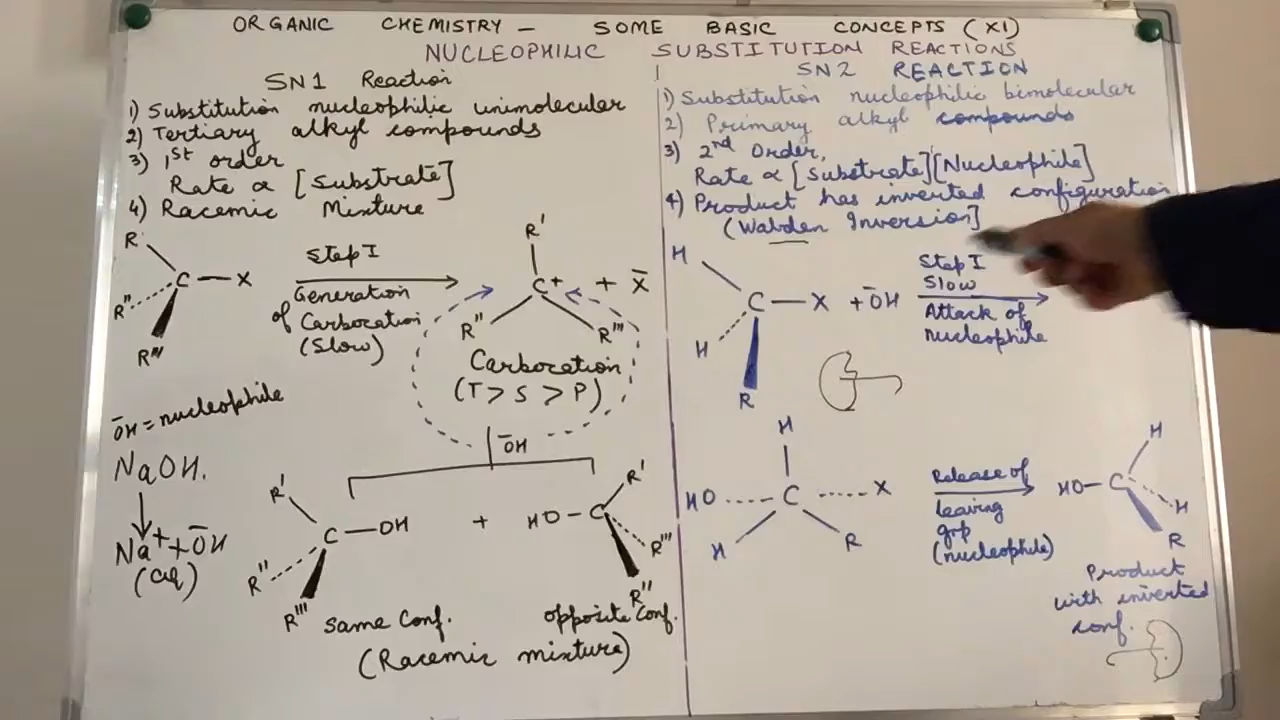 ORGANIC CHEMISTRY – SOME BASIC CONCEPTS (XI)
NUCLEOPHILIC SUBSTITUTION REACTIONS
SN1 Reaction
1) Substitution nucleophilic unimolecular
2) Tertiary alkyl compounds
3) 1st order
Rate ∝ [Substrate]
4) Racemic Mixture
R'
R''
R'''
C—X
Step I
Generation
of Carbocation
(Slow)
R'
C+
R''
R'''
+ X̄
Carbocation
(T > S > P)
ŌH = nucleophile
NaOH.
Na+ + ŌH
(aq)
ŌH
R'
C—OH
R''
R'''
+
R'
HO–C
R'''
R''
same Conf.
opposite Conf.
(Racemic mixture)
SN2 REACTION
1) Substitution nucleophilic bimolecular
2) Primary alkyl compounds
3) 2nd Order,
Rate ∝ [Substrate][Nucleophile]
4) Product has inverted configuration
(Walden Inversion]
H
C—X + ŌH
H
R
Step I
Slow
Attack of
nucleophile
H
HO-----C-----X
H
R
Release of
leaving
grp
(nucleophile)
H
HO–C
H
R
Product
with inverted
conf.